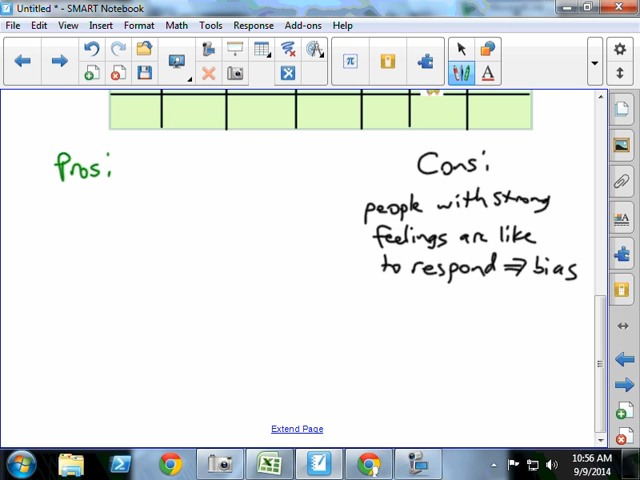 Untitled * - SMART Notebook
File Edit View Insert Format Tools Math Response Add-ons Help
Pros:
Cons:
people with strong
feelings are like
to respond ⇒ bias
Extend Page
10:56 AM
9/9/2014